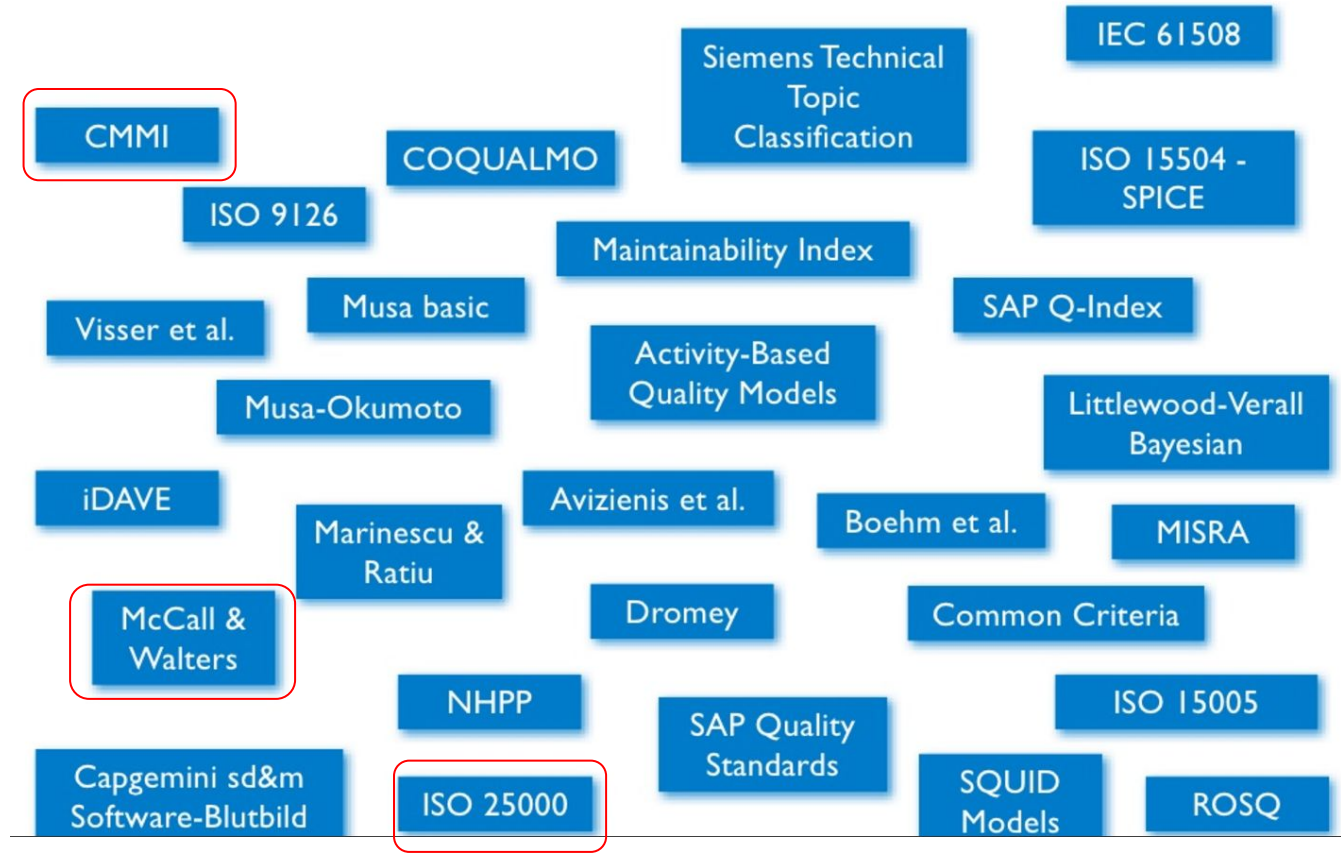 IEC 61508
Siemens Technical
Topic
Classification
CMMI
COQUALMO
ISO 15504 -
SPICE
ISO 9126
Maintainability Index
Musa basic
SAP Q-Index
Visser et al.
Activity-Based
Quality Models
Musa-Okumoto
Littlewood-Verall
Bayesian
iDAVE
Avizienis et al.
Marinescu &
Ratiu
Boehm et al.
MISRA
McCall &
Walters
Dromey
Common Criteria
NHPP
ISO 15005
SAP Quality
Standards
Capgemini sd&m
Software-Blutbild
ISO 25000
SQUID
Models
ROSQ